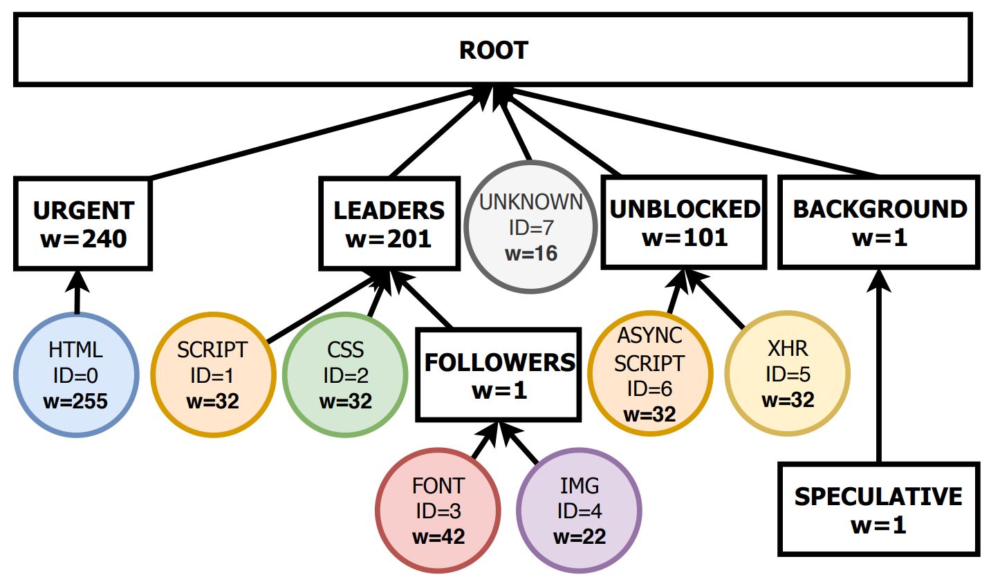 ROOT
URGENT
w=240
LEADERS
w=201
UNKNOWN
ID=7
w=16
UNBLOCKED
w=101
BACKGROUND
w=1
HTML
ID=0
w=255
SCRIPT
ID=1
w=32
CSS
ID=2
w=32
FOLLOWERS
w=1
ASYNC
SCRIPT
ID=6
w=32
XHR
ID=5
w=32
FONT
ID=3
w=42
IMG
ID=4
w=22
SPECULATIVE
w=1